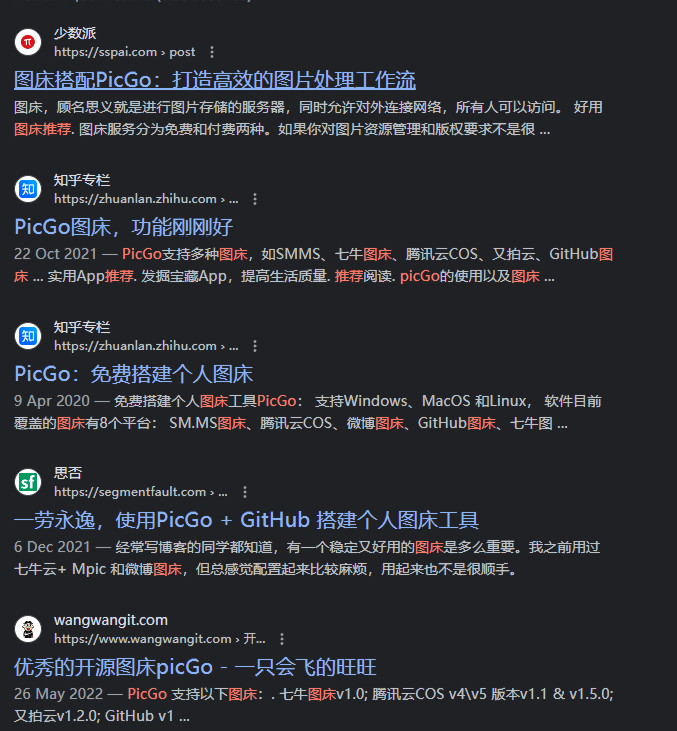 少数派
https://sspai.com › post
图床搭配PicGo：打造高效的图片处理工作流
图床，顾名思义就是进行图片存储的服务器，同时允许对外连接网络，所有人可以访问。 好用
图床推荐. 图床服务分为免费和付费两种。如果你对图片资源管理和版权要求不是很 ...
知
知乎专栏
https://zhuanlan.zhihu.com › ...
PicGo图床，功能刚刚好
22 Oct 2021 — PicGo支持多种图床，如SMMS、七牛图床、腾讯云COS、又拍云、GitHub图
床 ... 实用App推荐. 发掘宝藏App，提高生活质量. 推荐阅读. picGo的使用以及图床 ...
知
知乎专栏
https://zhuanlan.zhihu.com › ...
PicGo：免费搭建个人图床
9 Apr 2020 — 免费搭建个人图床工具PicGo： 支持Windows、MacOS 和Linux， 软件目前
覆盖的图床有8个平台： SM.MS图床、腾讯云COS、微博图床、GitHub图床、七牛图 ...
sf
思否
https://segmentfault.com › ...
一劳永逸，使用PicGo + GitHub 搭建个人图床工具
6 Dec 2021 — 经常写博客的同学都知道，有一个稳定又好用的图床是多么重要。我之前用过
七牛云+ Mpic 和微博图床，但总感觉配置起来比较麻烦，用起来也不是很顺手。
wangwangit.com
https://www.wangwangit.com › 开...
优秀的开源图床picGo - 一只会飞的旺旺
26 May 2022 — PicGo 支持以下图床：. 七牛图床v1.0; 腾讯云COS v4\v5 版本v1.1 & v1.5.0;
又拍云v1.2.0; GitHub v1 ...